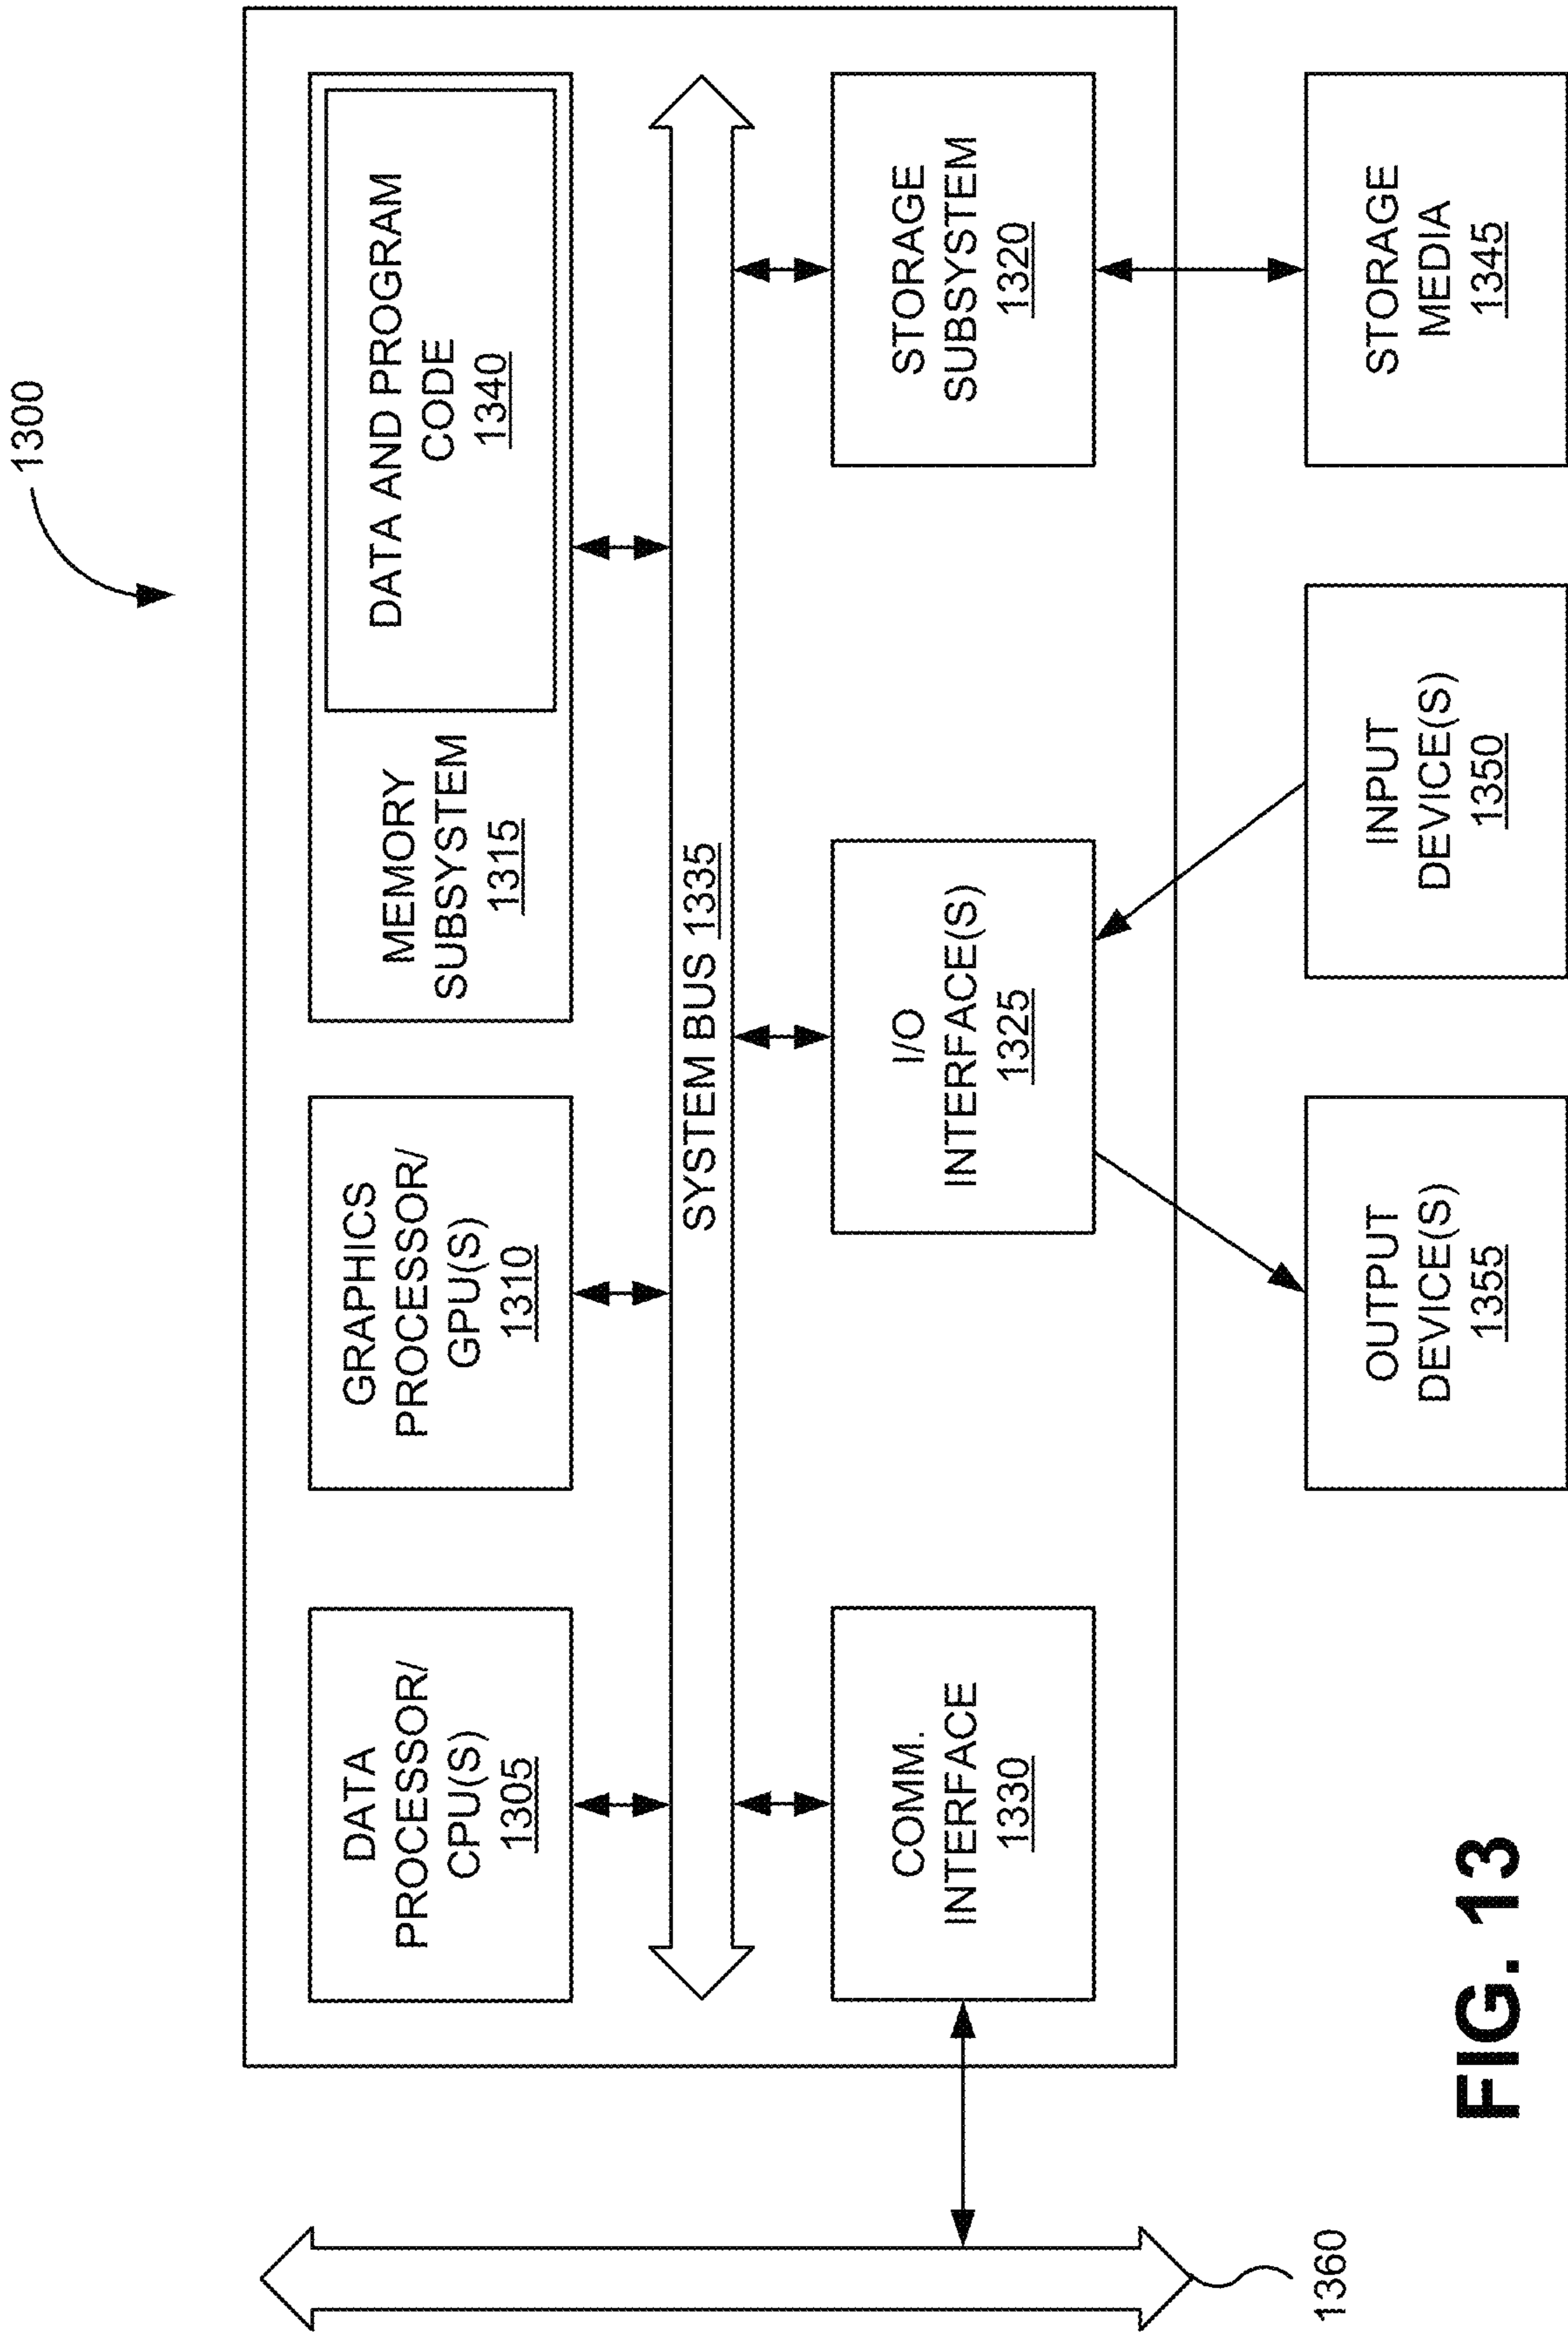 1300
DATA
PROCESSOR/
CPU(S)
1305
GRAPHICS
PROCESSOR/
GPU(S)
1310
MEMORY
SUBSYSTEM
1315
DATA AND PROGRAM
CODE
1340
SYSTEM BUS 1335
COMM.
INTERFACE
1330
I/O
INTERFACE(S)
1325
STORAGE
SUBSYSTEM
1320
1360
OUTPUT
DEVICE(S)
1355
INPUT
DEVICE(S)
1350
STORAGE
MEDIA
1345
FIG. 13